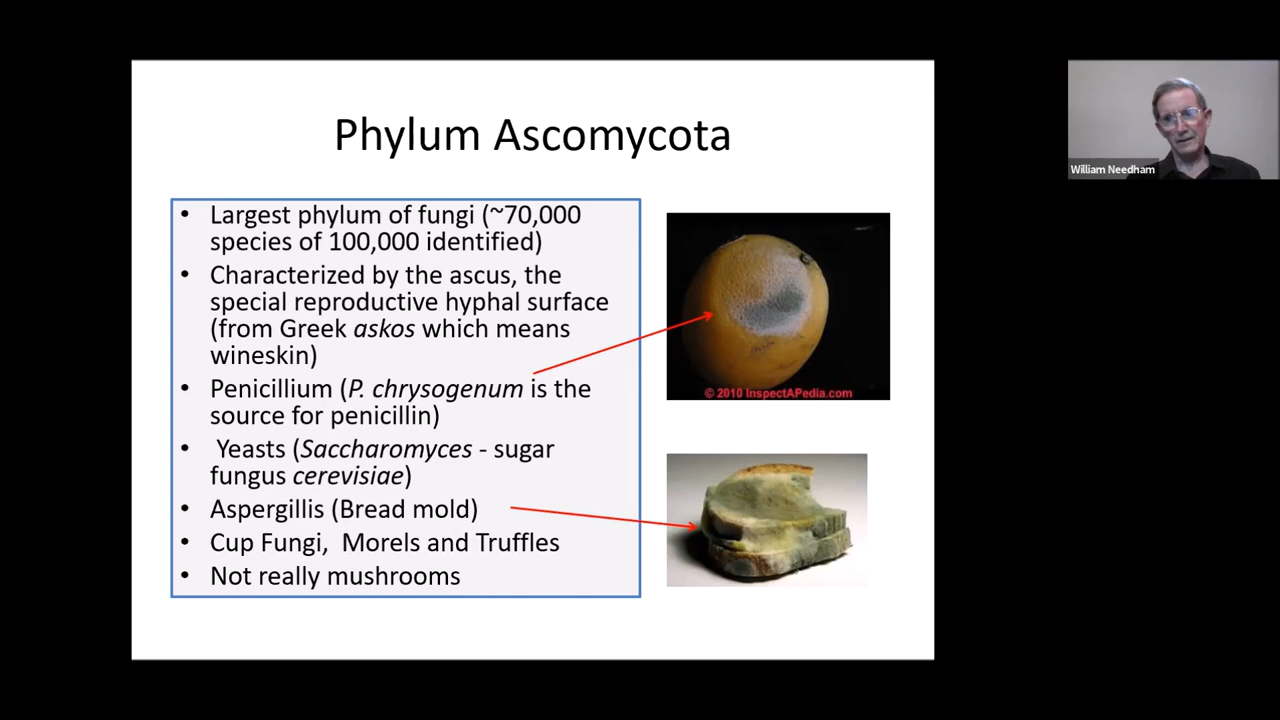 Phylum Ascomycota
• Largest phylum of fungi (~70,000
species of 100,000 identified)
• Characterized by the ascus, the
special reproductive hyphal surface
(from Greek askos which means
wineskin)
• Penicillium (P. chrysogenum is the
source for penicillin)
• Yeasts (Saccharomyces - sugar
fungus cerevisiae)
• Aspergillis (Bread mold)
• Cup Fungi, Morels and Truffles
• Not really mushrooms
© 2010 InspectAPedia.com
William Needham